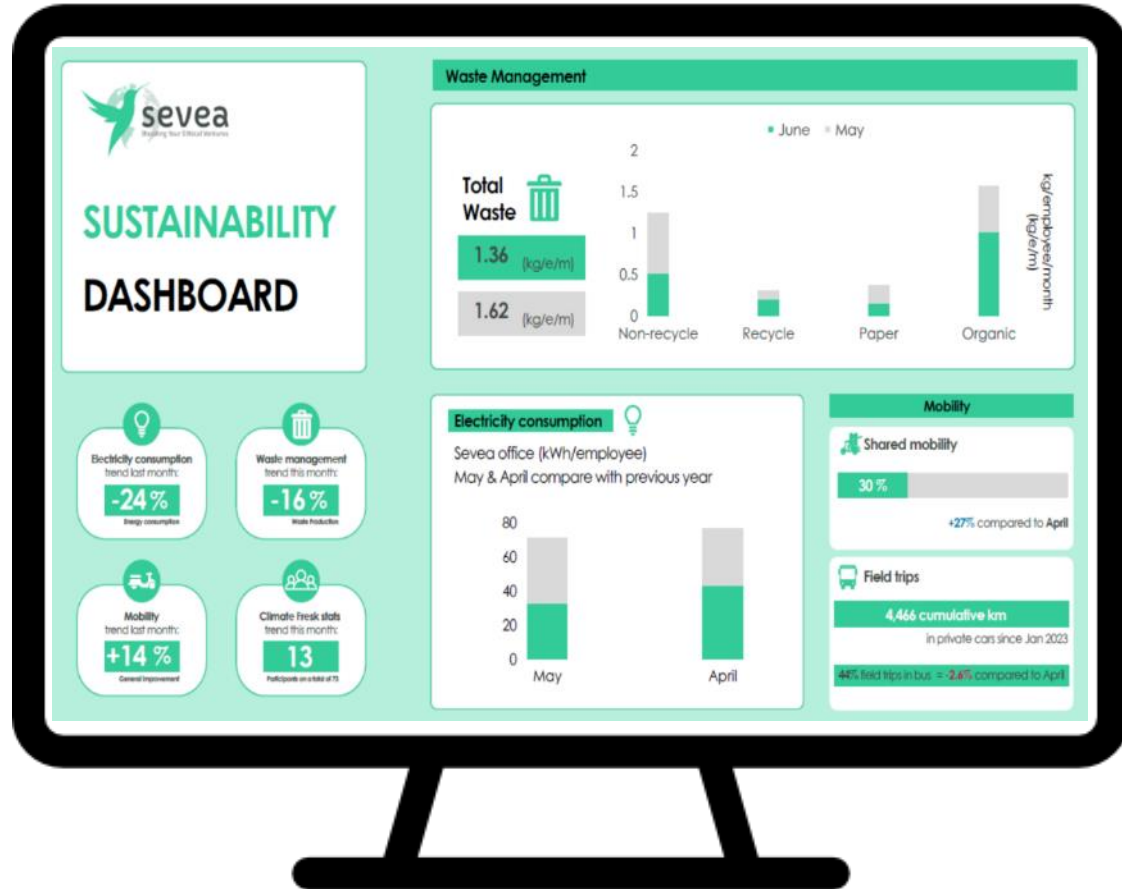 sevea
SUSTAINABILITY
DASHBOARD
Electricity consumption
trend last month:
-24 %
Energy consumption
Waste management
trend this month:
-16 %
Waste Production
Mobility
trend last month:
+14 %
General Improvement
Climate Fresk stats
trend this month:
13
Participants on a total of
Waste Management
Total
Waste
1.36 (kg/e/m)
1.62 (kg/e/m)
June May
2
1.5
1
0.5
0
Non-recycle Recycle Paper Organic
kg/employee/month
(kg/e/m)
Electricity consumption
Sevea office (kWh/employee)
May & April compare with previous year
80
60
40
20
0
May April
Mobility
Shared mobility
30 %
+27% compared to April
Field trips
4,466 cumulative km
in private cars since Jan 2023
44% field trips in bus = -2.6% compared to April